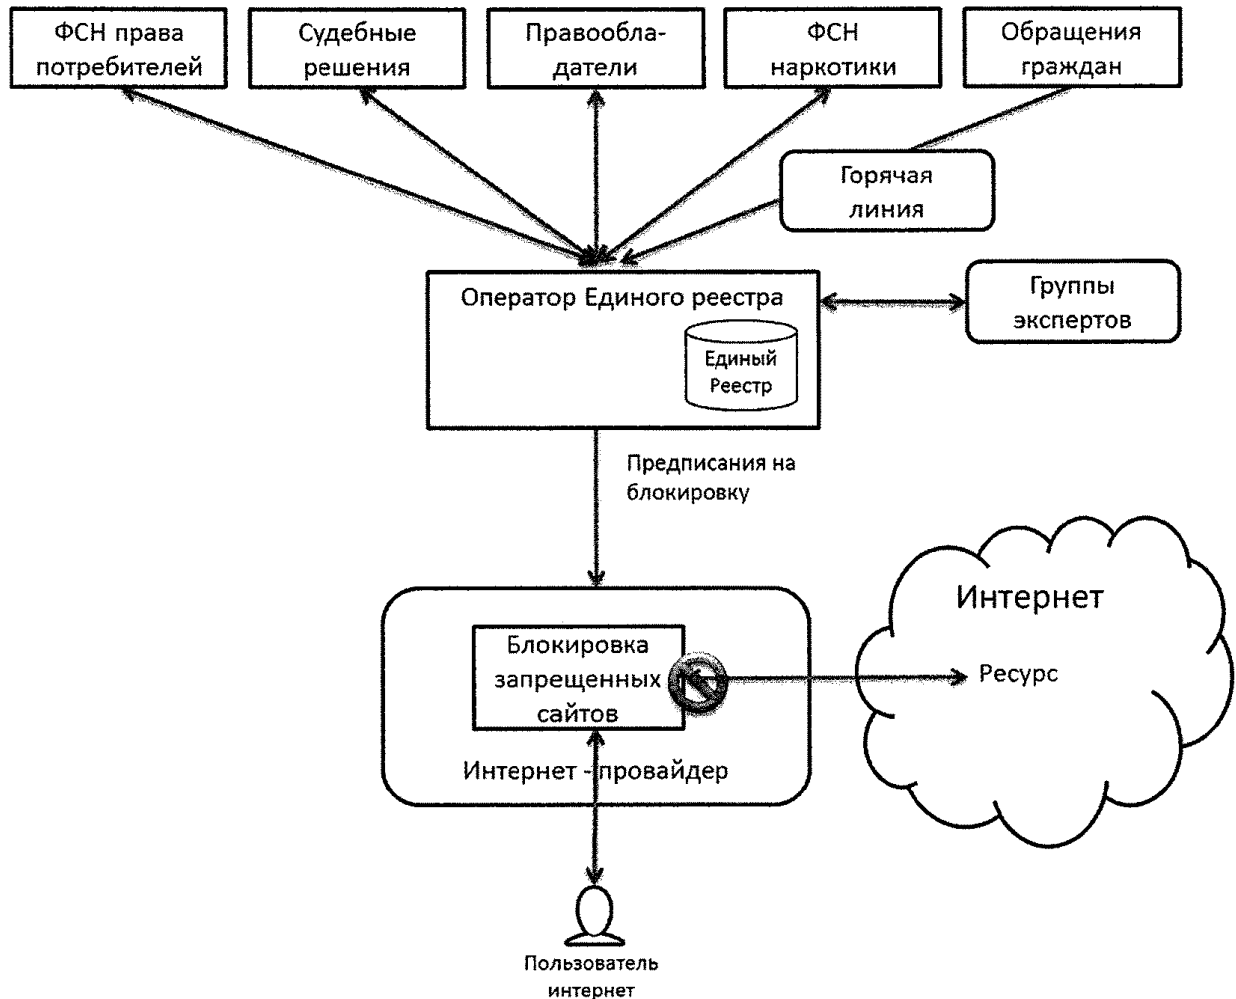 ФСН права
потребителей
Судебные
решения
Правообла-
датели
ФСН
наркотики
Обращения
граждан
Горячая
линия
Оператор Единого реестра
Единый
Реестр
Группы
экспертов
Предписания на
блокировку
Интернет
Ресурс
Блокировка
запрещенных
сайтов
Интернет - провайдер
Пользователь
интернет